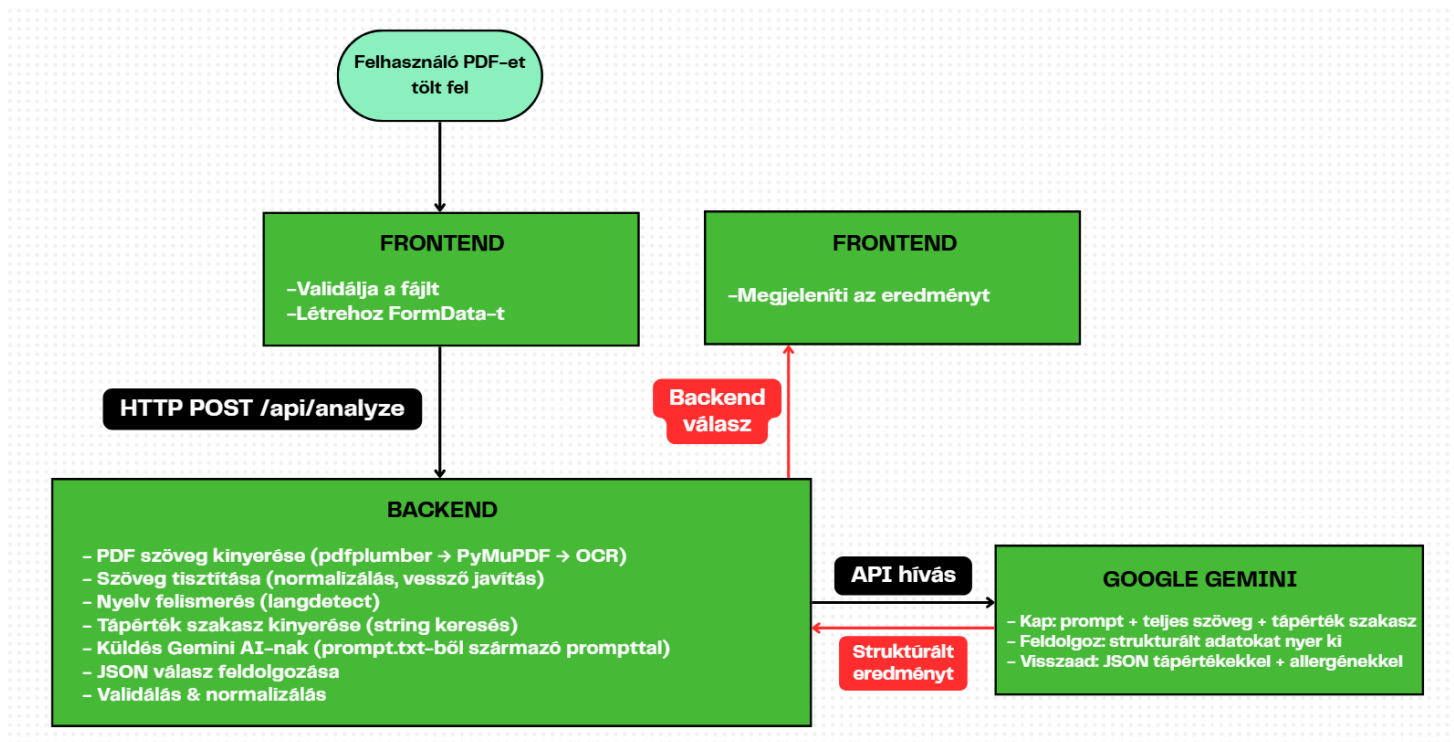 Felhasználó PDF-et
tölt fel
FRONTEND
-Validálja a fájlt
-Létrehoz FormData-t
FRONTEND
-Megjeleníti az eredményt
HTTP POST /api/analyze
Backend
válasz
BACKEND
- PDF szöveg kinyerése (pdfplumber → PyMuPDF → OCR)
- Szöveg tisztítása (normalizálás, vessző javítás)
- Nyelv felismerés (langdetect)
- Tápérték szakasz kinyerése (string keresés)
- Küldés Gemini AI-nak (prompt.txt-ből származó prompttal)
- JSON válasz feldolgozása
- Validálás & normalizálás
API hívás
Strukturált
eredményt
GOOGLE GEMINI
- Kap: prompt + teljes szöveg + tápérték szakasz
- Feldolgoz: strukturált adatokat nyer ki
- Visszaad: JSON tápértékekkel + allergénekkel